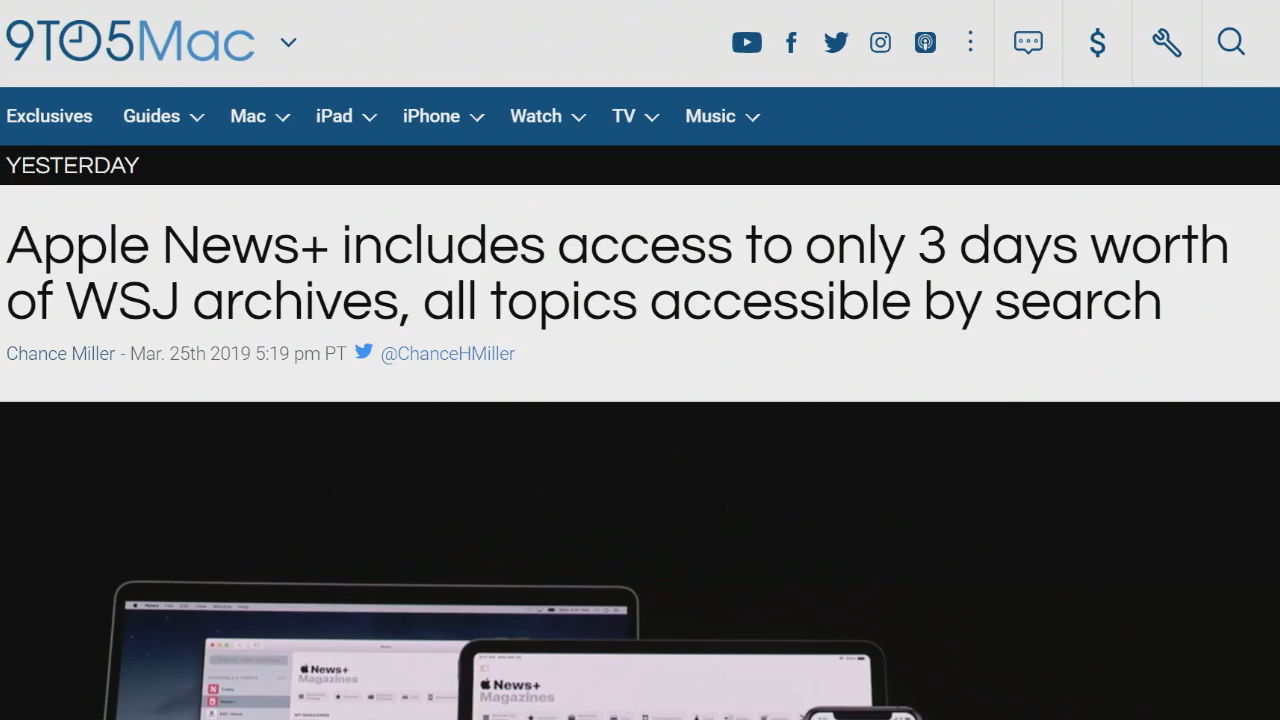 9TO5Mac
Exclusives Guides Mac iPad iPhone Watch TV Music
YESTERDAY
Apple News+ includes access to only 3 days worth
of WSJ archives, all topics accessible by search
Chance Miller - Mar. 25th 2019 5:19 pm PT @ChanceHMiller
News+
Magazines
News+
Magazines